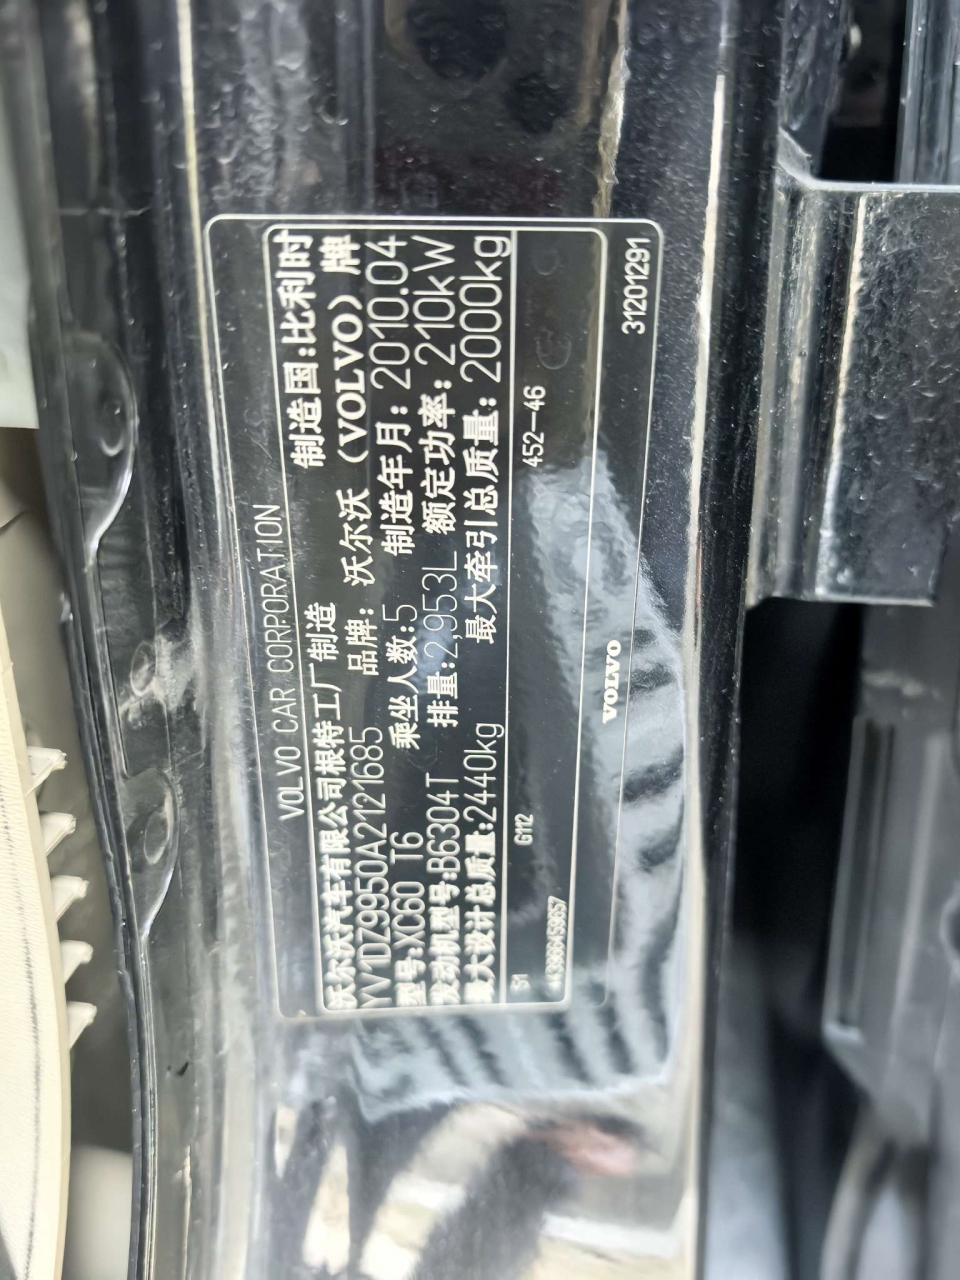 VOLVO CAR CORPORATION
沃尔沃汽车有限公司根特工厂制造 制造国:比利时
YV1DZ9950A2121685 品牌: 沃尔沃 (VOLVO) 牌
型号:XC60 T6 乘坐人数:5 制造年月:2010.04
发动机型号:B6304T 排量:2,953L 额定功率:210kW
最大设计总质量:2440kg 最大牵引总质量:2000kg
51 G112 452-46
VOLVO
31201291